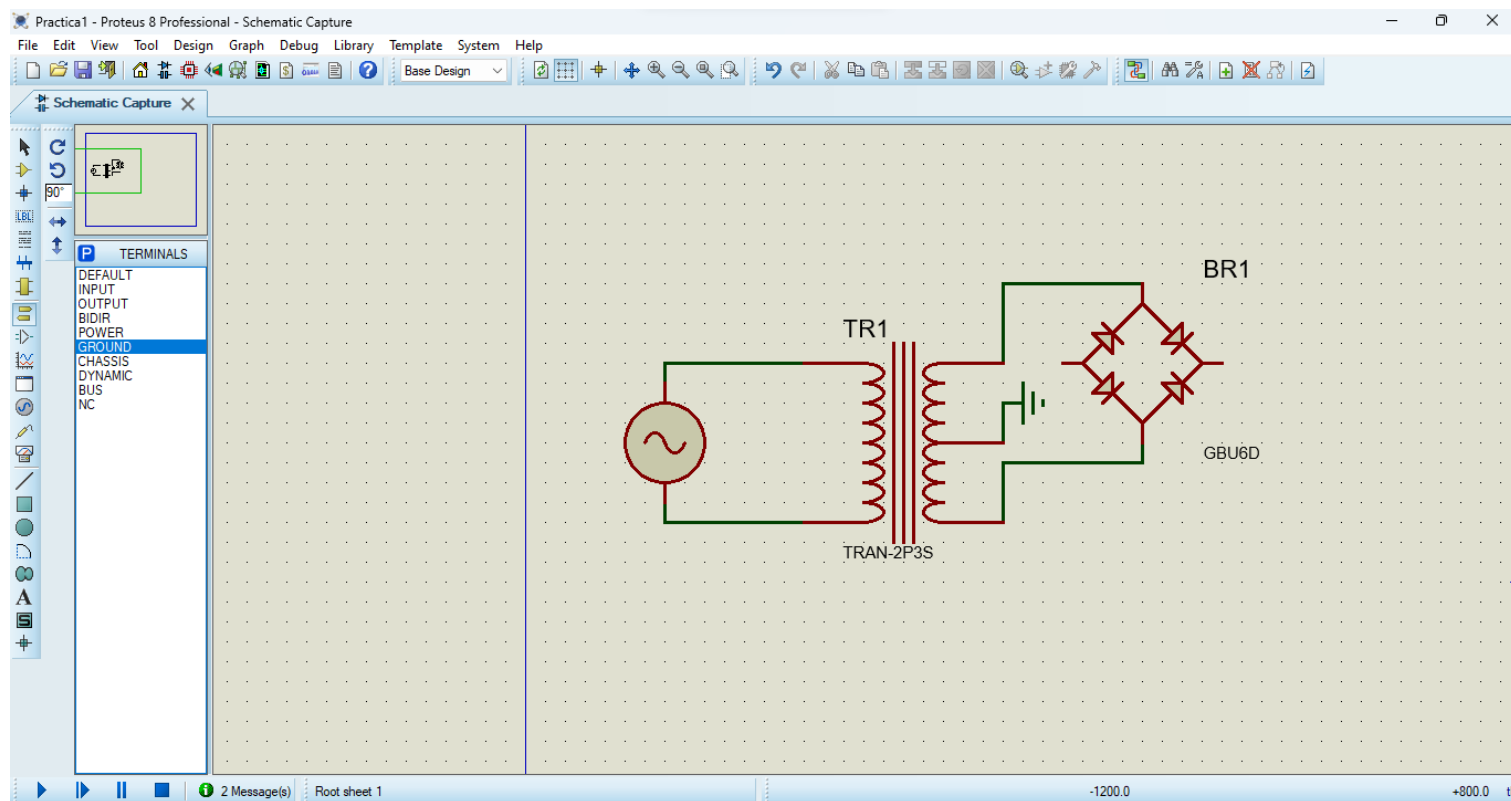 Practica1 - Proteus 8 Professional - Schematic Capture
File Edit View Tool Design Graph Debug Library Template System Help
Base Design
Schematic Capture
90°
LBL
P TERMINALS
DEFAULT
INPUT
OUTPUT
BIDIR
POWER
GROUND
CHASSIS
DYNAMIC
BUS
NC
A
S
BR1
TR1
GBU6D
TRAN-2P3S
2 Message(s) Root sheet 1 -1200.0 +800.0 t